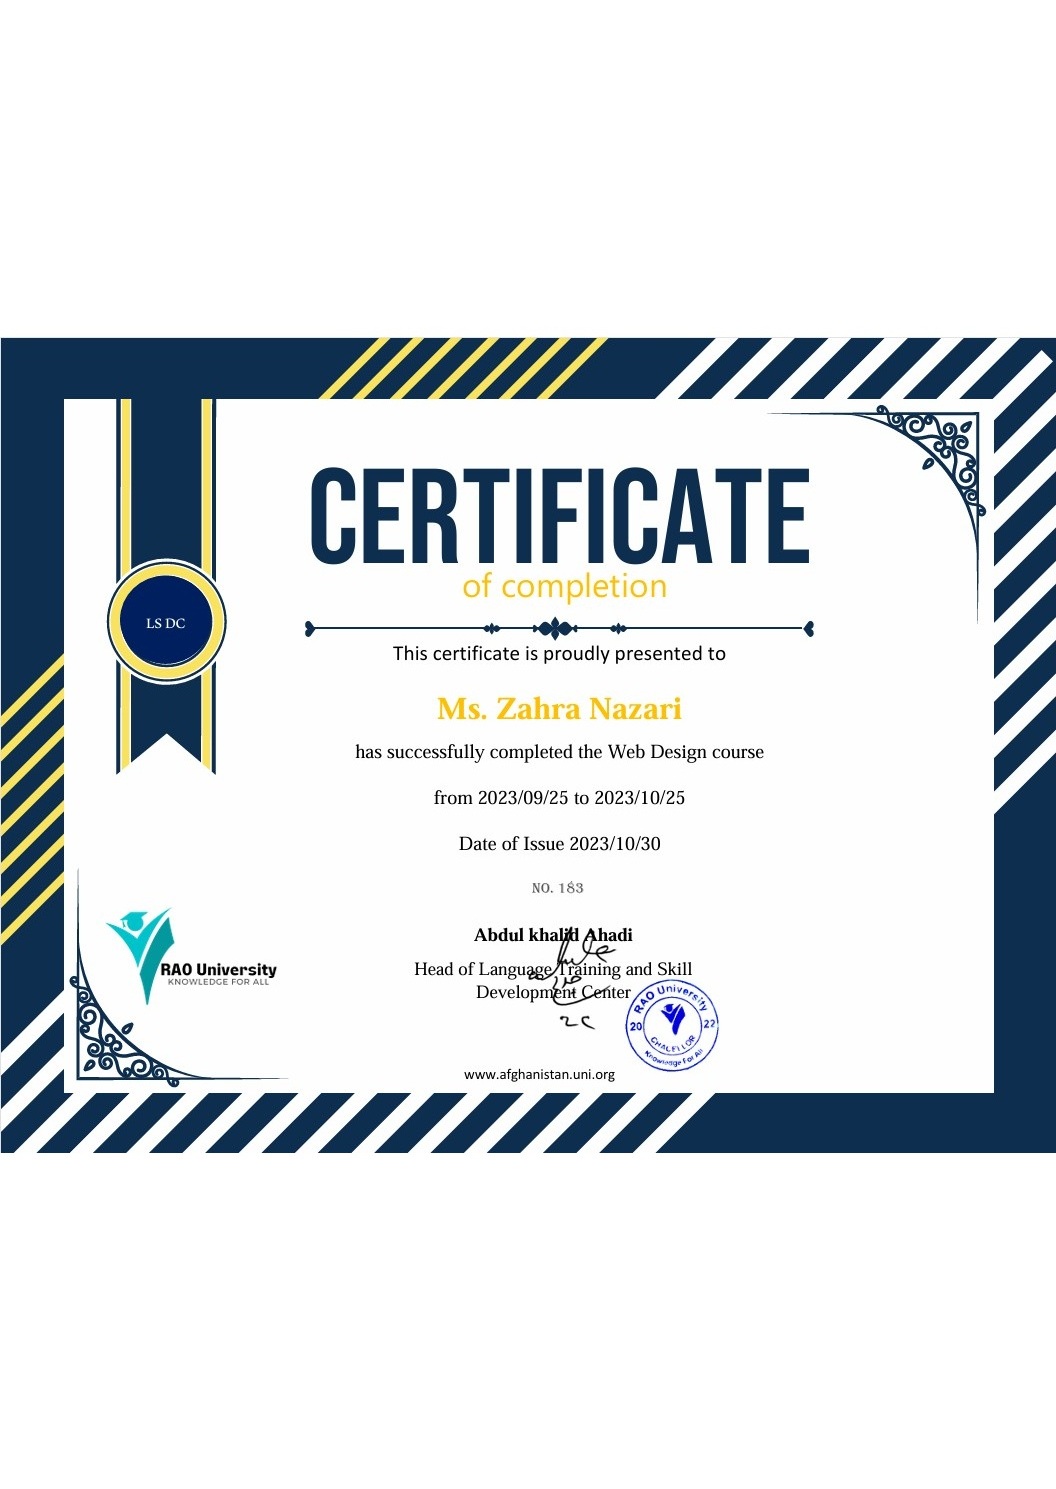 CERTIFICATE
of completion
LS DC
This certificate is proudly presented to
Ms. Zahra Nazari
has successfully completed the Web Design course
from 2023/09/25 to 2023/10/25
Date of Issue 2023/10/30
NO. 183
Abdul khalid Ahadi
RAO University
KNOWLEDGE FOR ALL
Head of Language Training and Skill
Development Center
RAO University
20 22
CHACELLOR
Knowledge For All
www.afghanistan.uni.org